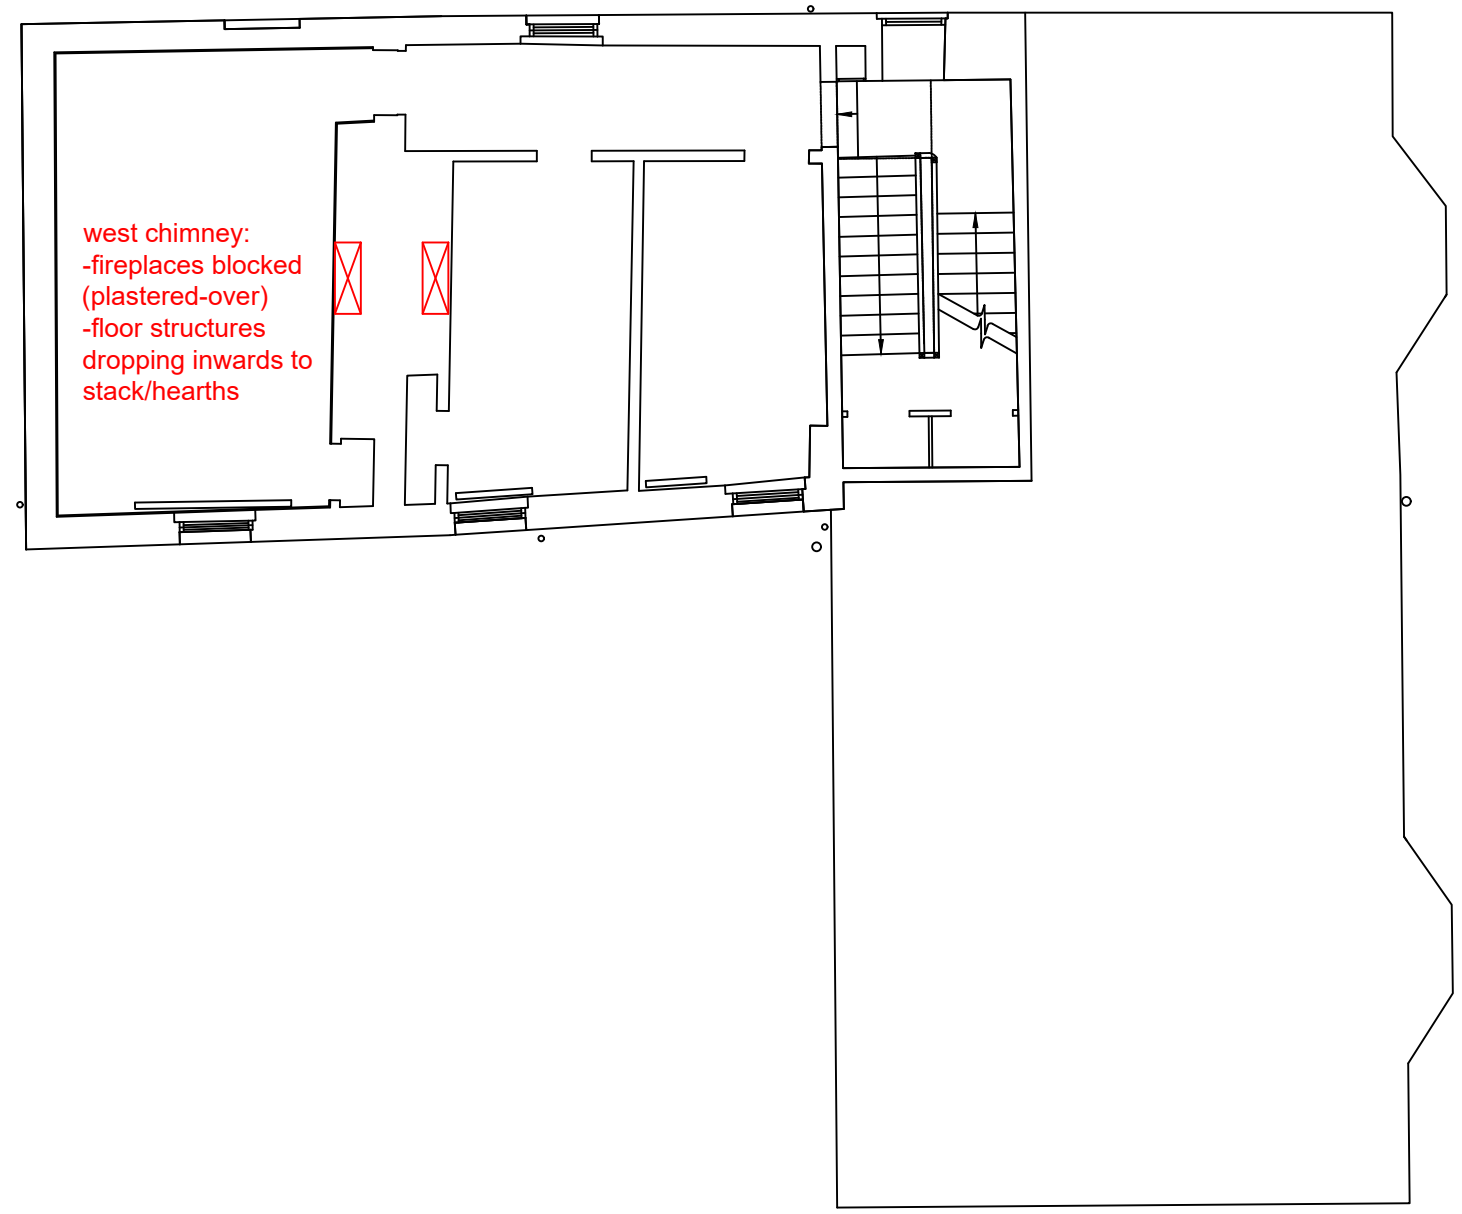 west chimney:
-fireplaces blocked
(plastered-over)
-floor structures
dropping inwards to
stack/hearths